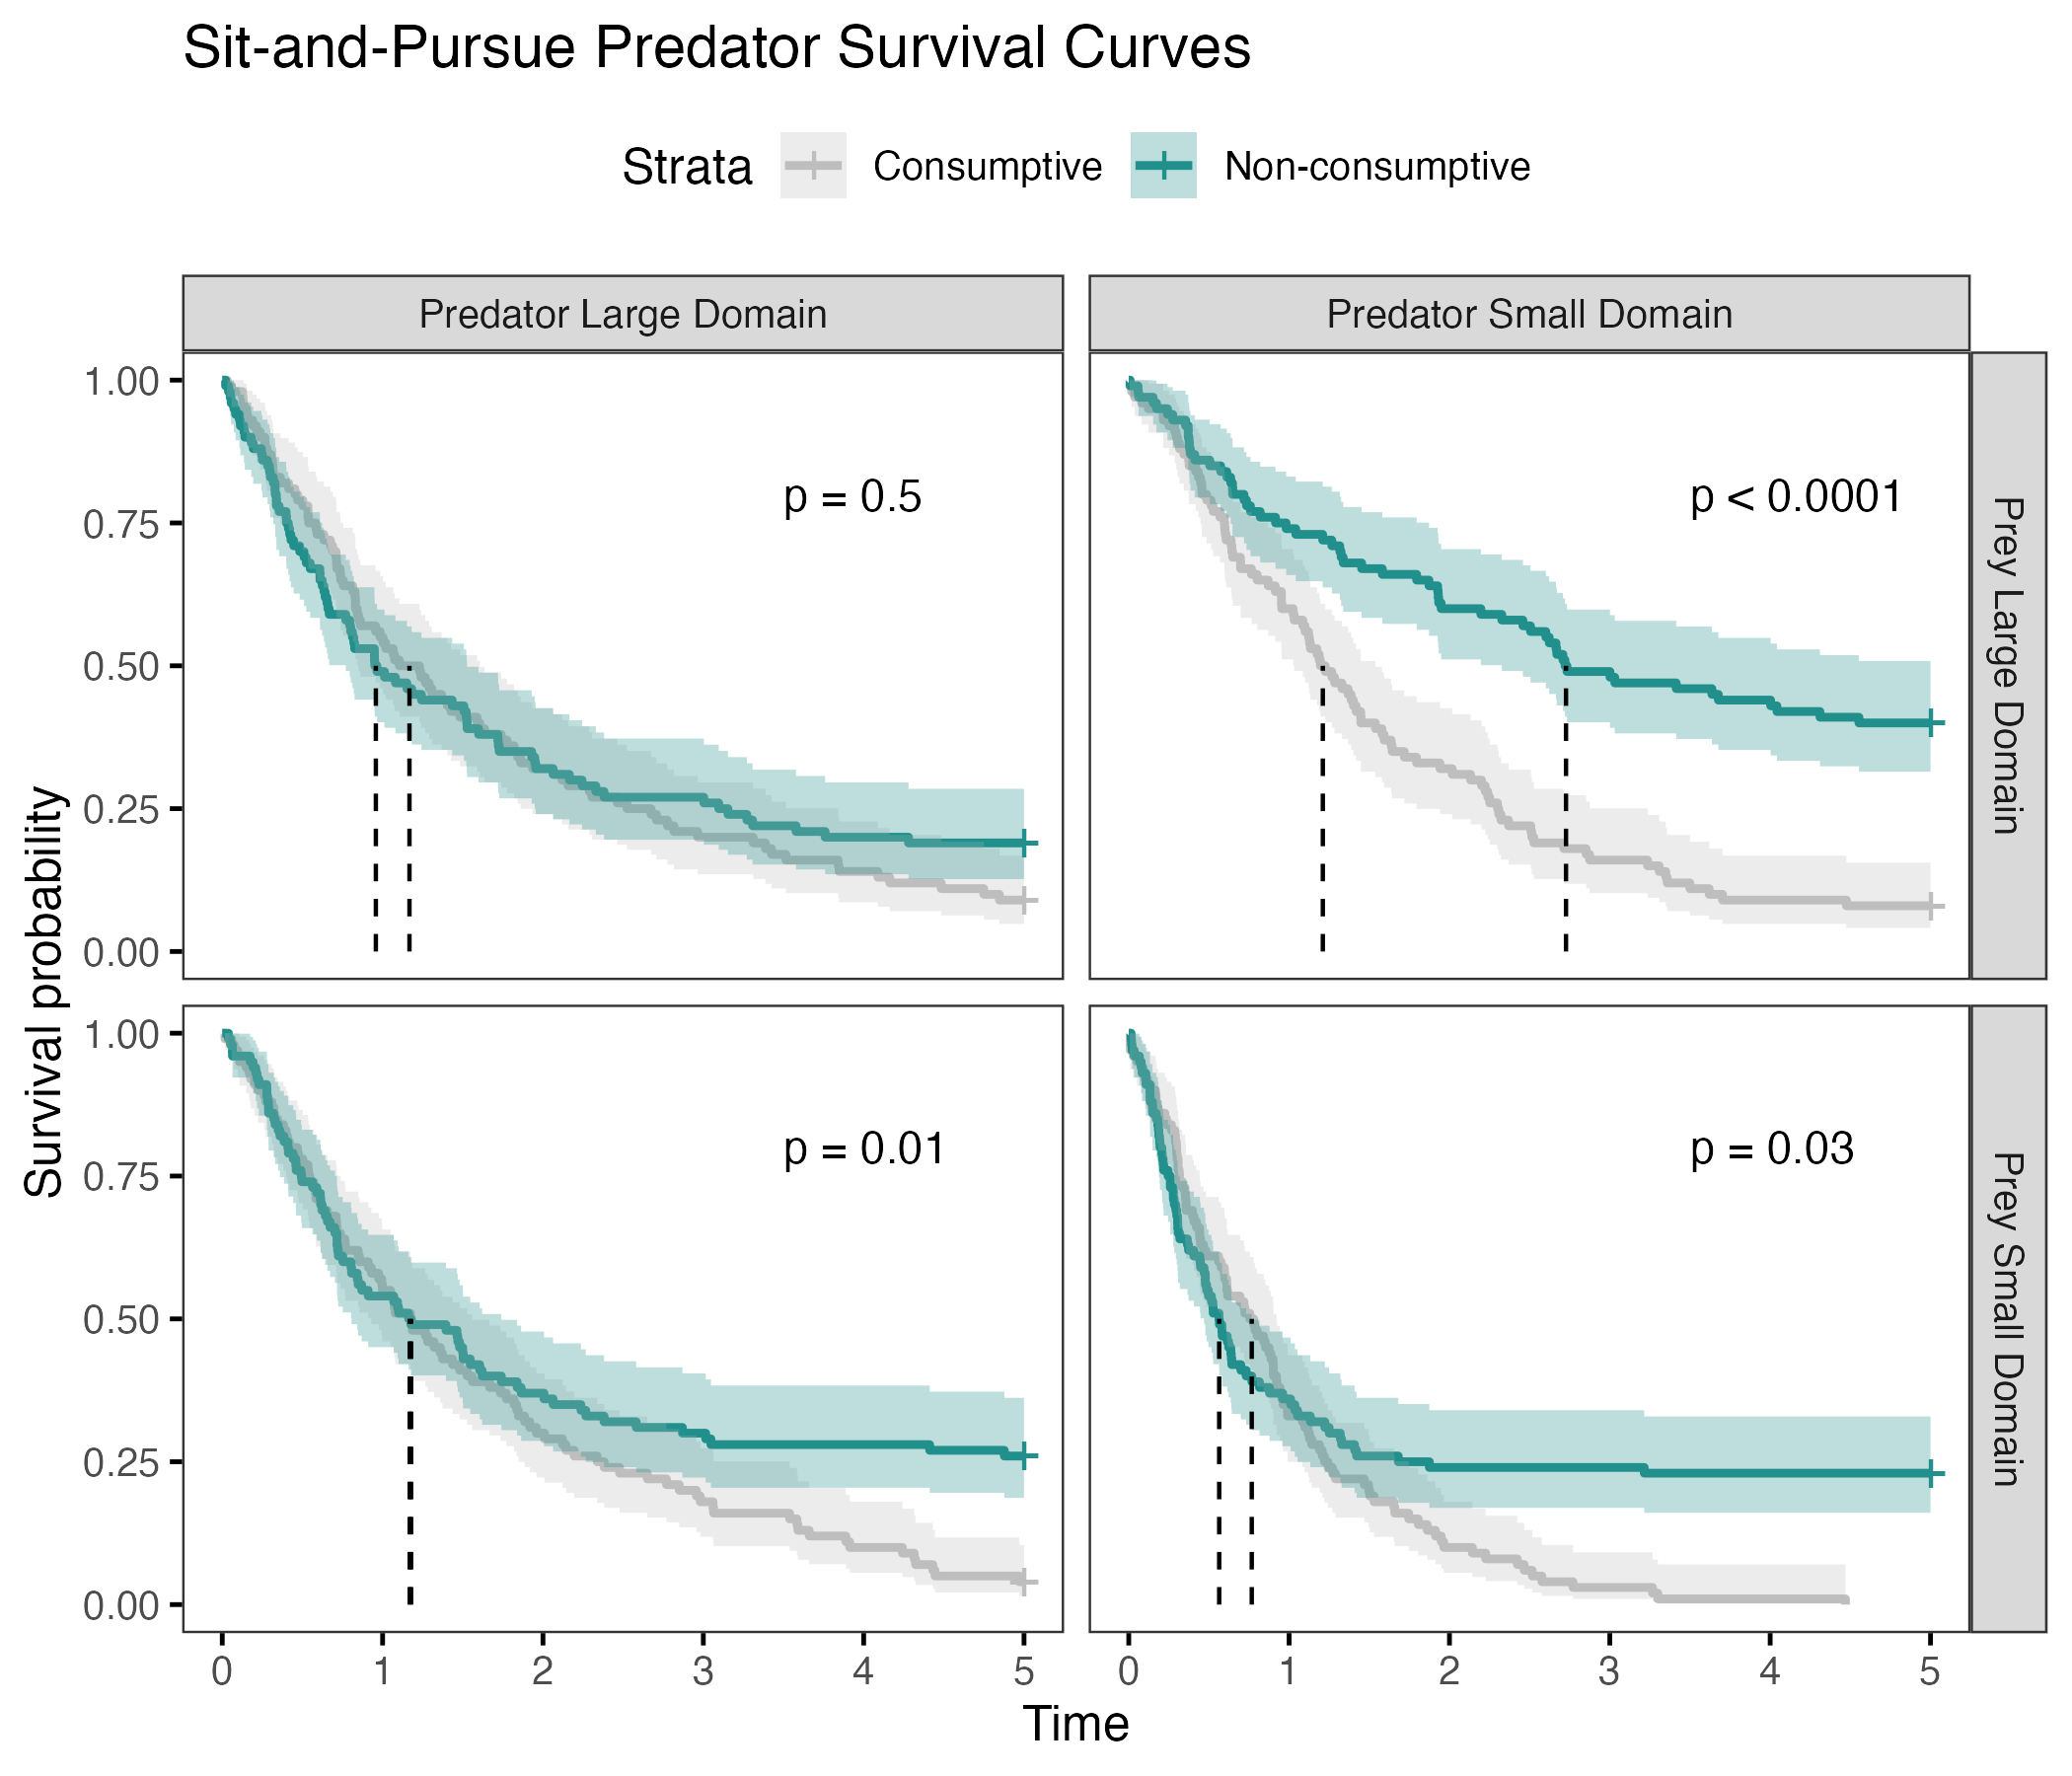 Sit-and-Pursue Predator Survival Curves
Strata Consumptive Non-consumptive
Predator Large Domain Predator Small Domain
Survival probability
1.00
0.75
0.50
0.25
0.00
p = 0.5
p < 0.0001
Prey Large Domain
1.00
0.75
0.50
0.25
0.00
p = 0.01
p = 0.03
Prey Small Domain
0 1 2 3 4 5 0 1 2 3 4 5
Time